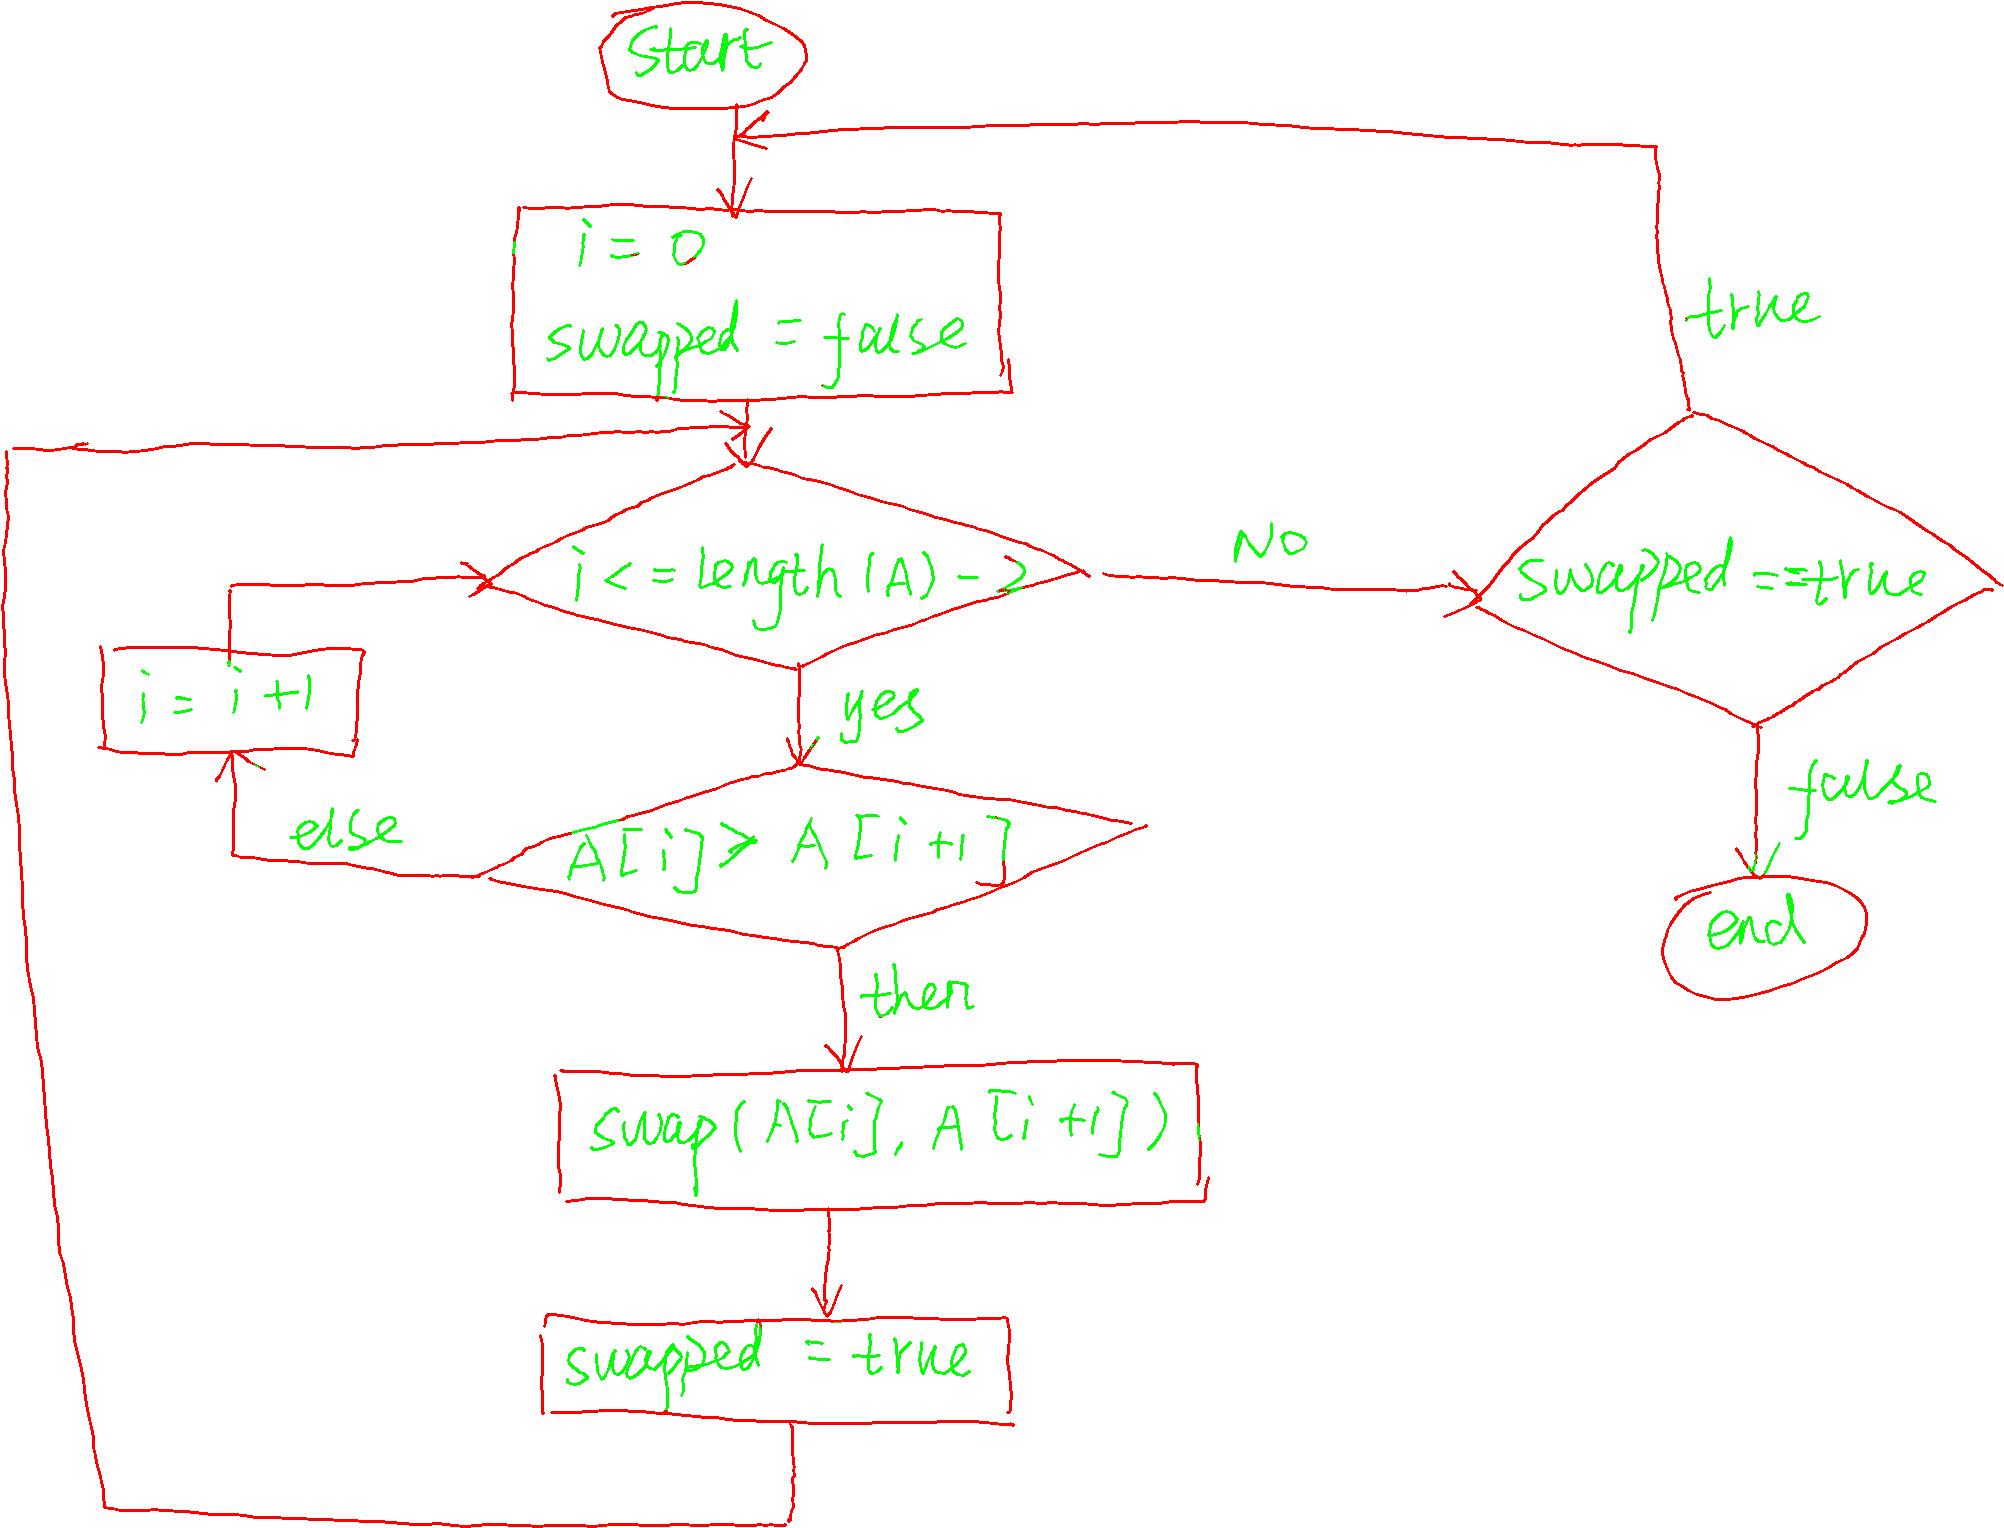 start
i = 0
swapped = false
true
i <= length(A) - 2
No
swapped == true
i = i + 1
yes
else
false
A[i] > A[i+1]
end
then
swap(A[i], A[i+1])
swapped = true